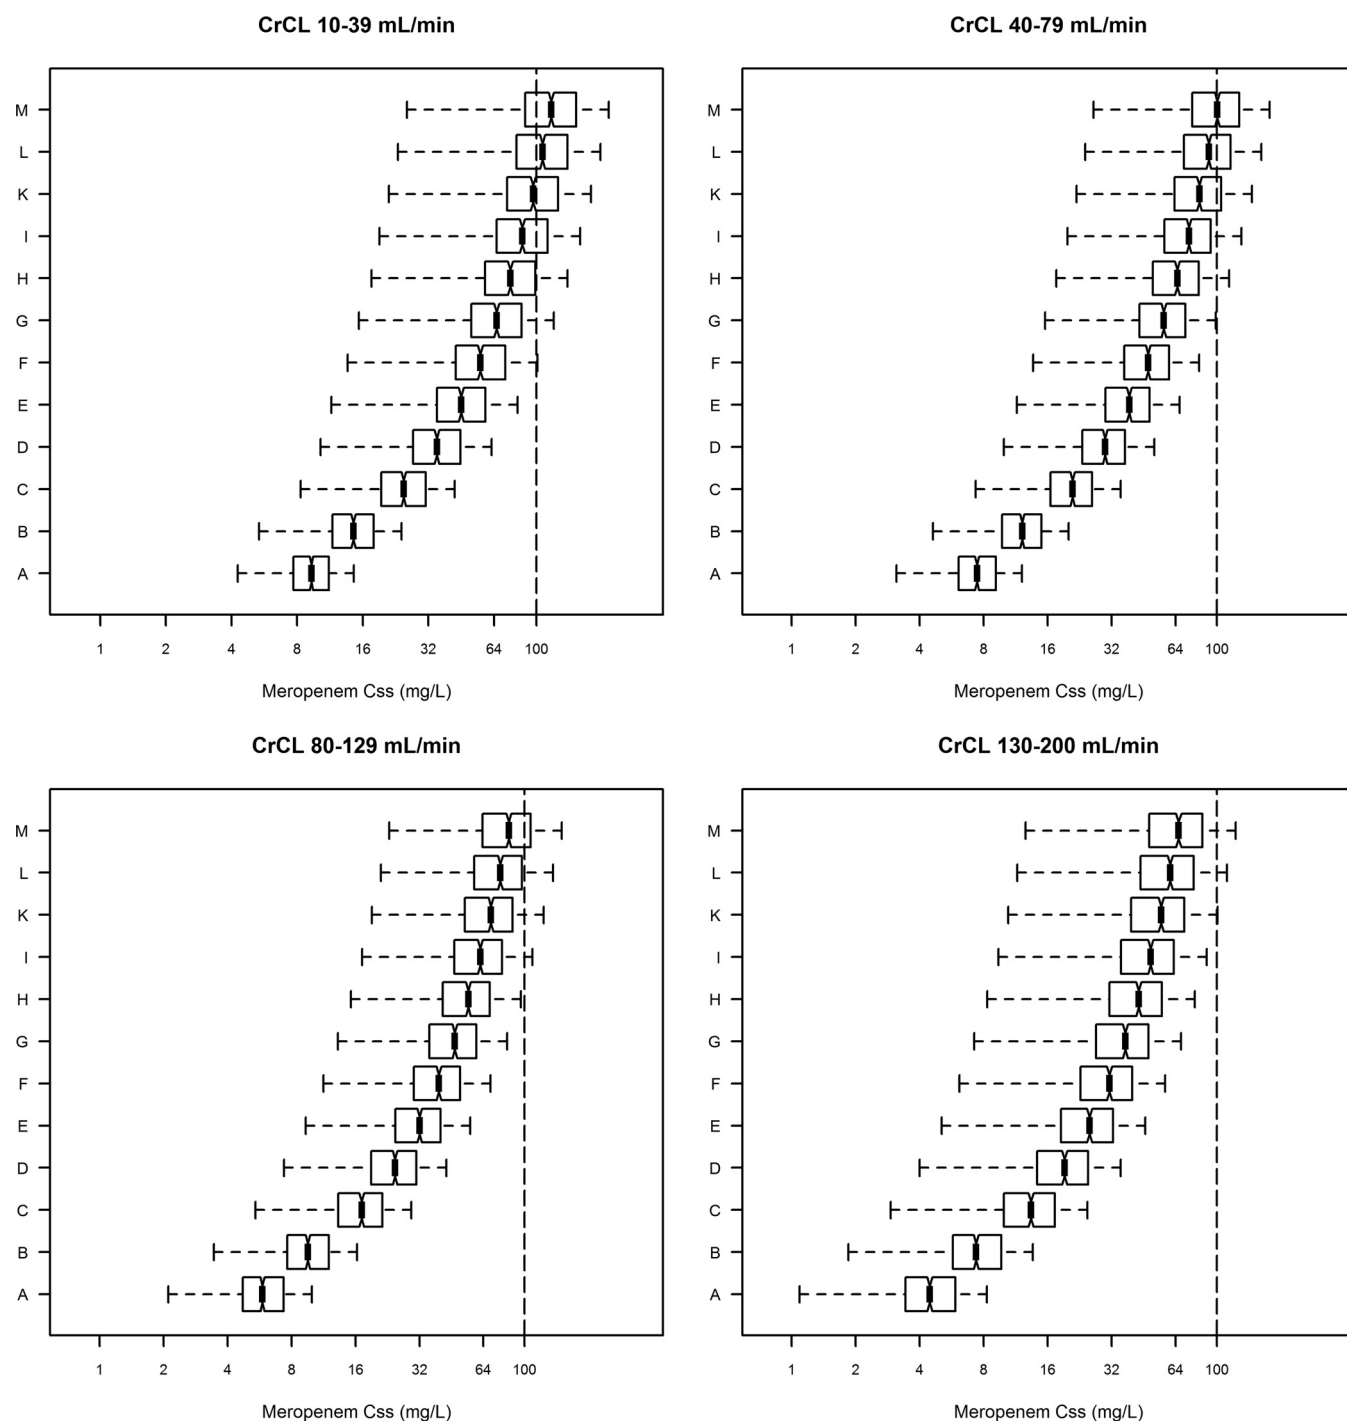 CrCL 10-39 mL/min
M
L
K
I
H
G
F
E
D
C
B
A
1 2 4 8 16 32 64 100
Meropenem Css (mg/L)
CrCL 40-79 mL/min
M
L
K
I
H
G
F
E
D
C
B
A
1 2 4 8 16 32 64 100
Meropenem Css (mg/L)
CrCL 80-129 mL/min
M
L
K
I
H
G
F
E
D
C
B
A
1 2 4 8 16 32 64 100
Meropenem Css (mg/L)
CrCL 130-200 mL/min
M
L
K
I
H
G
F
E
D
C
B
A
1 2 4 8 16 32 64 100
Meropenem Css (mg/L)